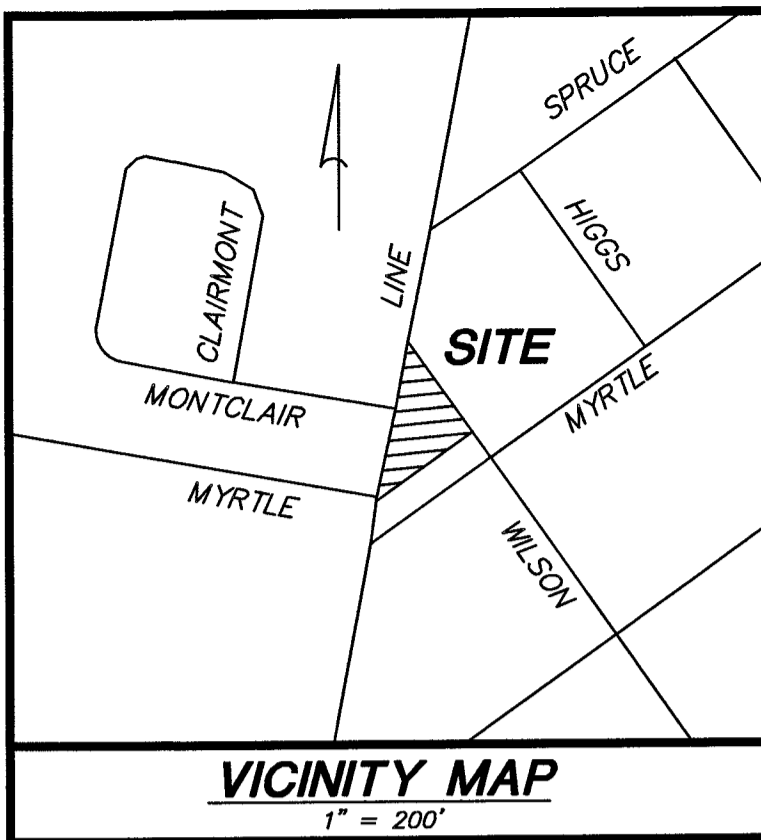 SPRUCE
HIGGS
CLAIRMONT
LINE
SITE
MONTCLAIR
MYRTLE
MYRTLE
WILSON
VICINITY MAP
1" = 200'